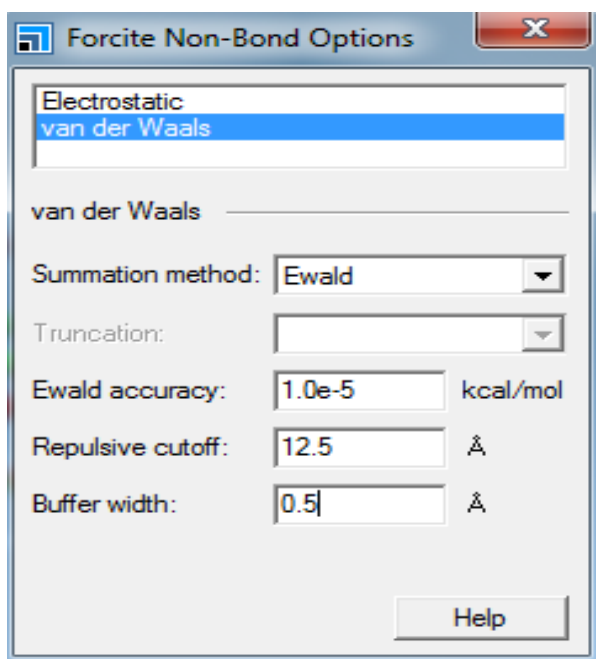 Forcite Non-Bond Options
Electrostatic
van der Waals
van der Waals
Summation method: Ewald
Truncation:
Ewald accuracy: 1.0e-5 kcal/mol
Repulsive cutoff: 12.5 Å
Buffer width: 0.5 Å
Help